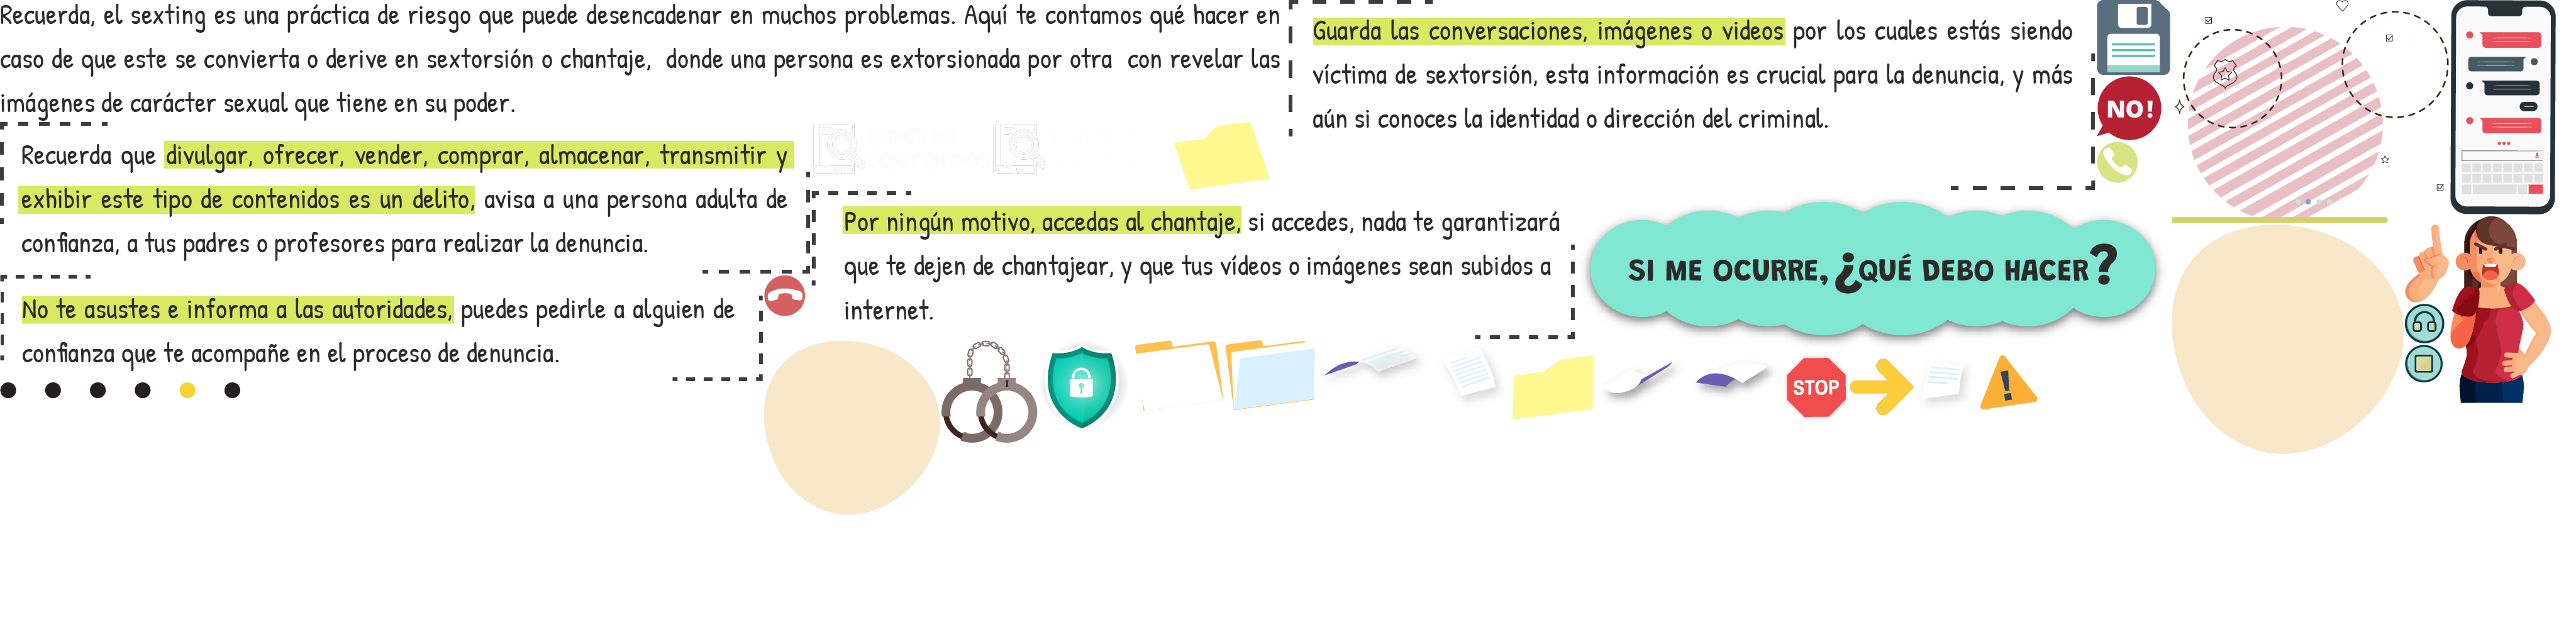 Recuerda, el sexting es una práctica de riesgo que puede desencadenar en muchos problemas. Aquí te contamos qué hacer en
caso de que este se convierta o derive en sextorsión o chantaje, donde una persona es extorsionada por otra con revelar las
imágenes de carácter sexual que tiene en su poder.
Recuerda que divulgar, ofrecer, vender, comprar, almacenar, transmitir y
exhibir este tipo de contenidos es un delito, avisa a una persona adulta de
confianza, a tus padres o profesores para realizar la denuncia.
No te asustes e informa a las autoridades, puedes pedirle a alguien de
confianza que te acompañe en el proceso de denuncia.
Por ningún motivo, accedas al chantaje, si accedes, nada te garantizará
que te dejen de chantajear, y que tus vídeos o imágenes sean subidos a
internet.
Guarda las conversaciones, imágenes o videos por los cuales estás siendo
víctima de sextorsión, esta información es crucial para la denuncia, y más
aún si conoces la identidad o dirección del criminal.
NO!
SI ME OCURRE, ¿QUÉ DEBO HACER?
STOP